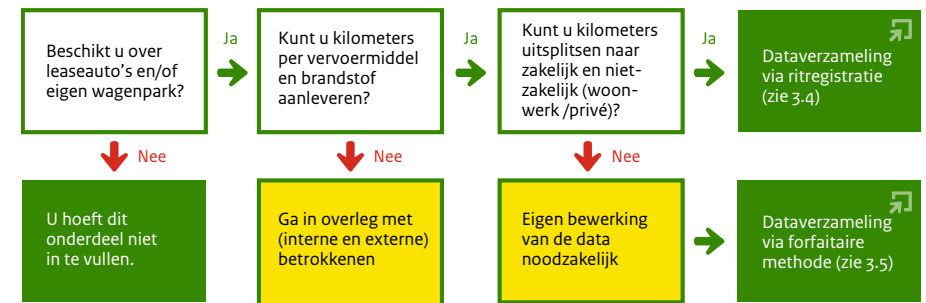 Beschikt u over
leaseauto's en/of
eigen wagenpark?
Ja
Kunt u kilometers
per vervoermiddel
en brandstof
aanleveren?
Ja
Kunt u kilometers
uitsplitsen naar
zakelijk en niet-
zakelijk (woon-
werk /privé)?
Ja
Dataverzameling
via ritregistratie
(zie 3.4)
Nee
Nee
Nee
U hoeft dit
onderdeel niet
in te vullen.
Ga in overleg met
(interne en externe)
betrokkenen
Eigen bewerking
van de data
noodzakelijk
Dataverzameling
via forfaitaire
methode (zie 3.5)